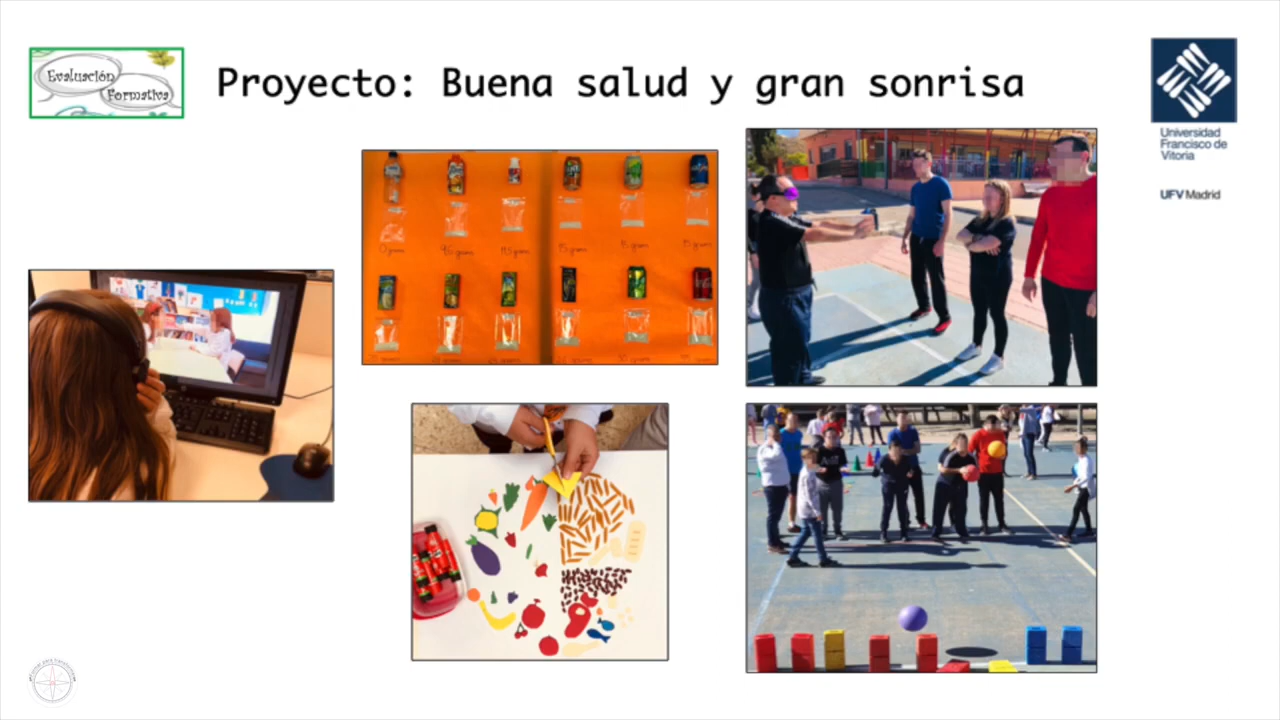 Evaluación
Formativa
Proyecto: Buena salud y gran sonrisa
Universidad
Francisco de
Vitoria
UFV Madrid